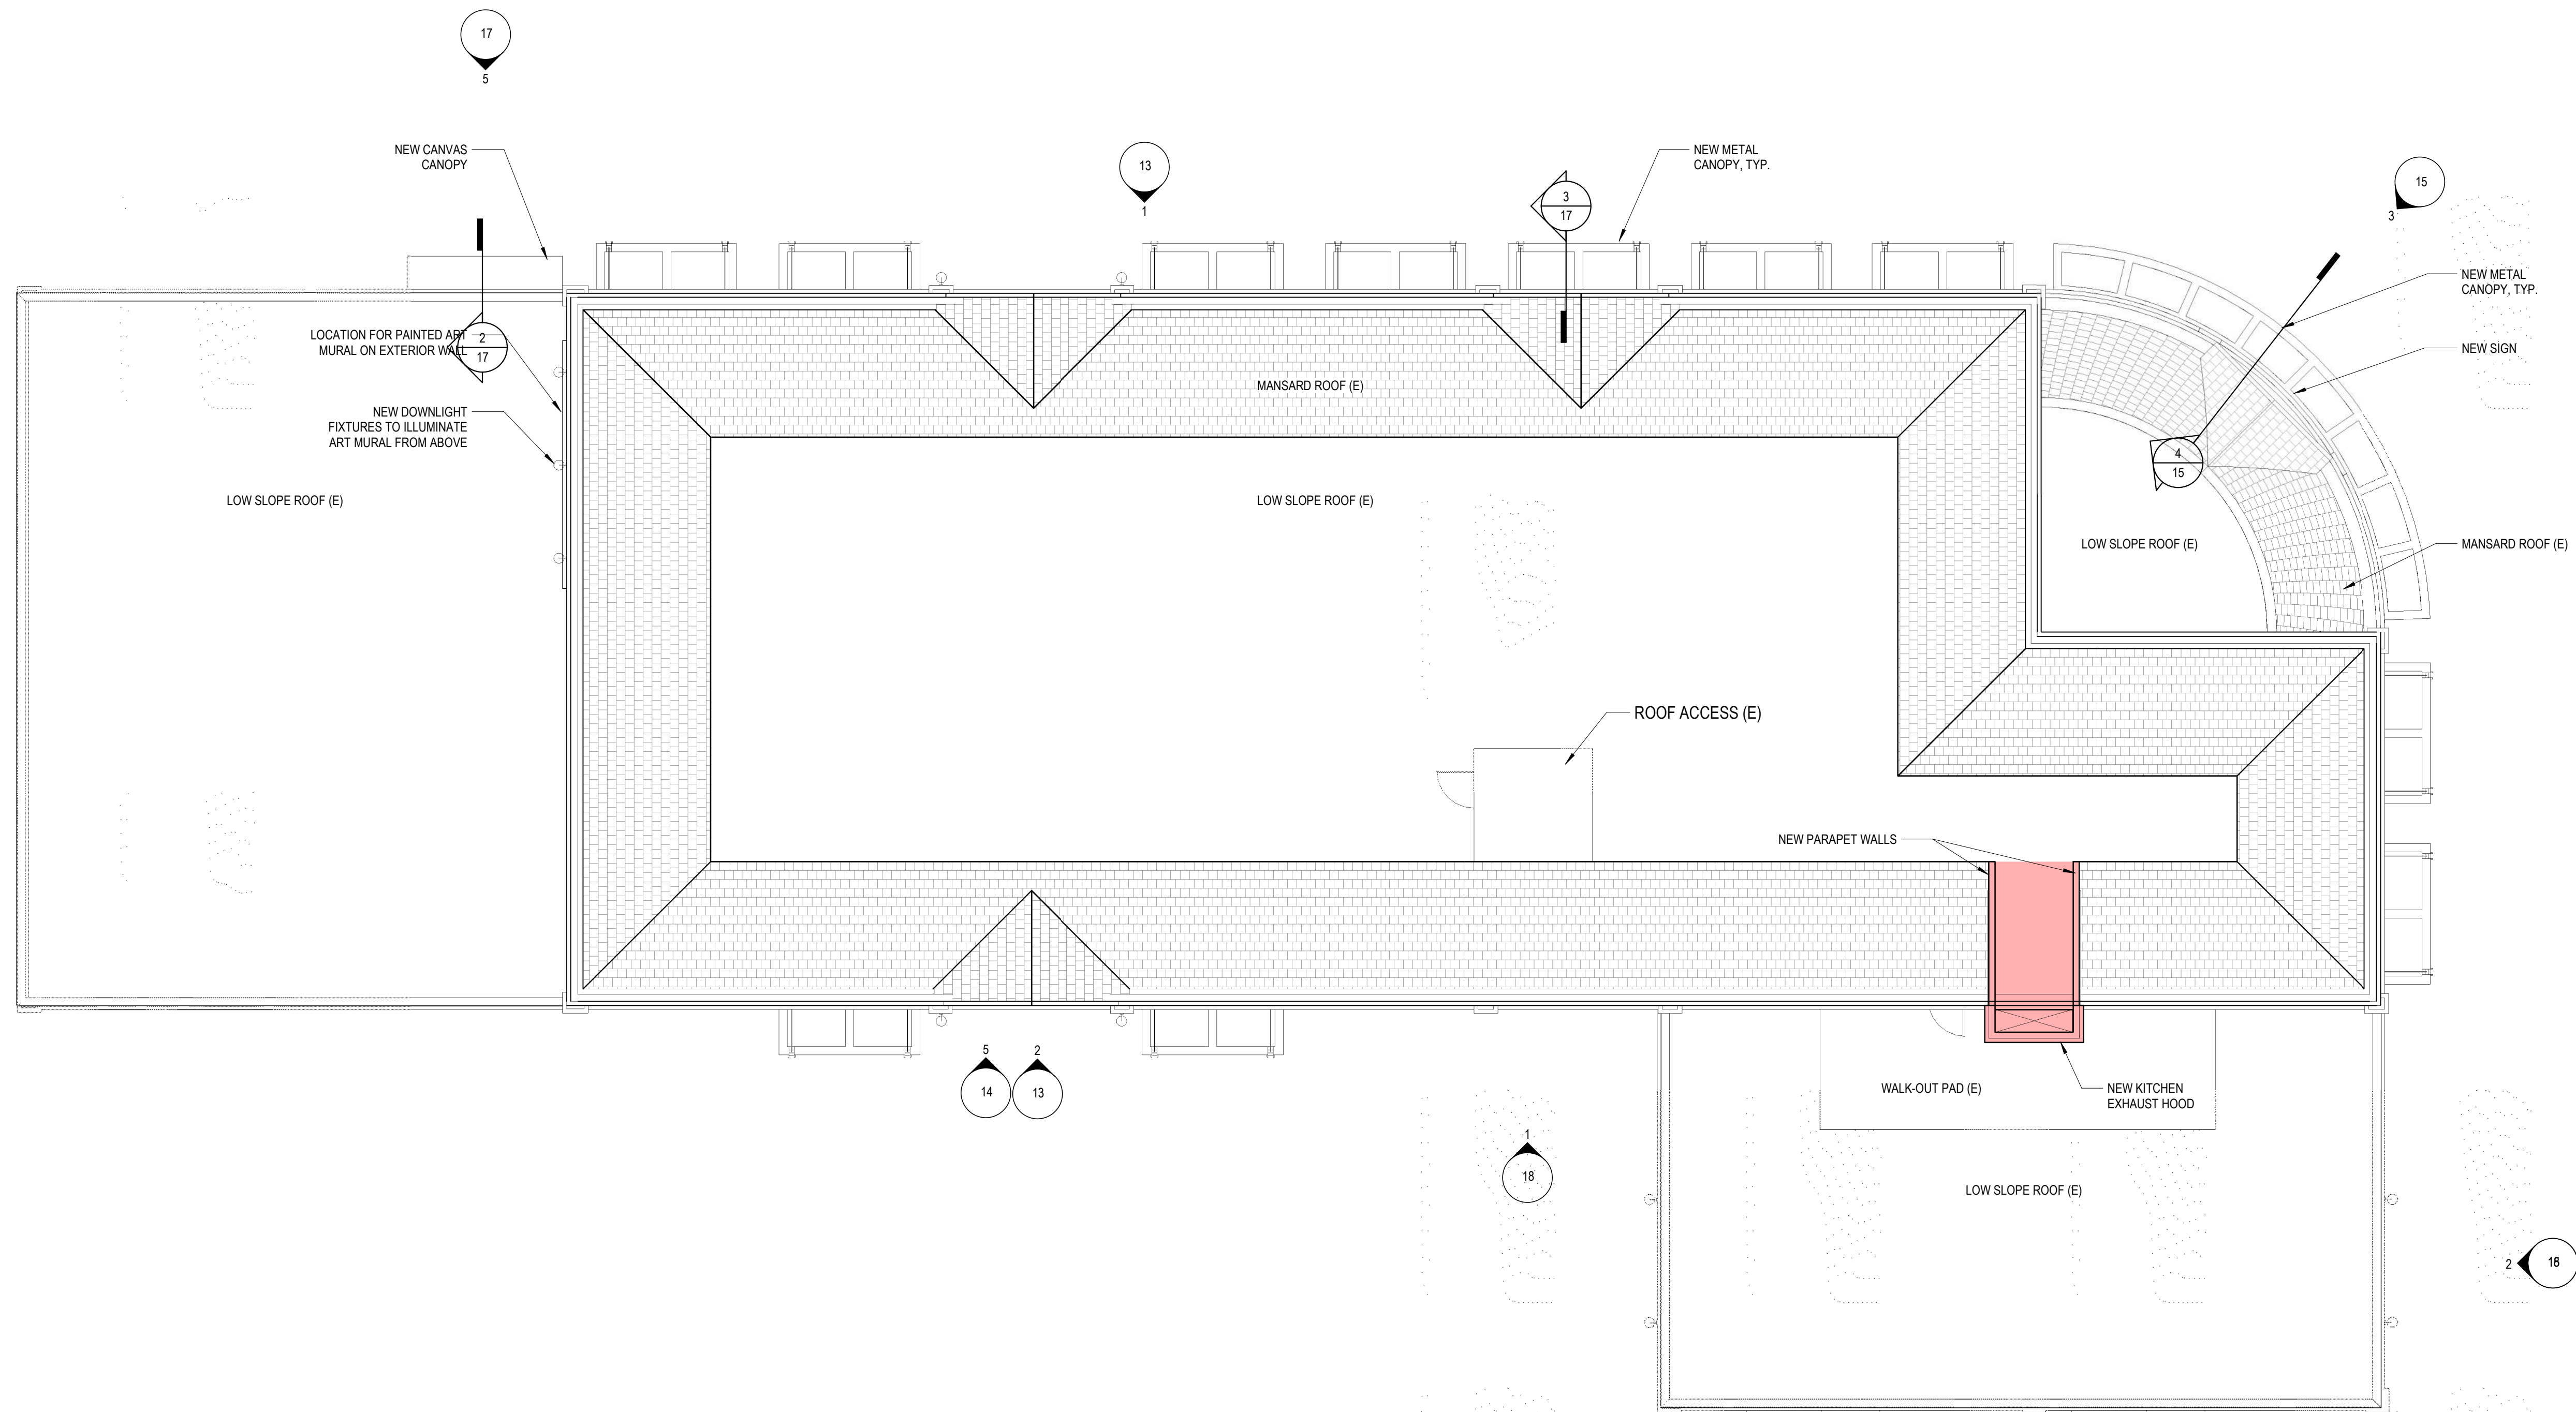 17
5
NEW CANVAS
CANOPY
13
1
NEW METAL
CANOPY, TYP.
3
17
15
3
NEW METAL
CANOPY, TYP.
LOCATION FOR PAINTED ART
MURAL ON EXTERIOR WALL
2
17
NEW SIGN
MANSARD ROOF (E)
NEW DOWNLIGHT
FIXTURES TO ILLUMINATE
ART MURAL FROM ABOVE
4
15
LOW SLOPE ROOF (E)
LOW SLOPE ROOF (E)
LOW SLOPE ROOF (E)
MANSARD ROOF (E)
ROOF ACCESS (E)
NEW PARAPET WALLS
5
14
2
13
WALK-OUT PAD (E)
NEW KITCHEN
EXHAUST HOOD
1
18
LOW SLOPE ROOF (E)
2